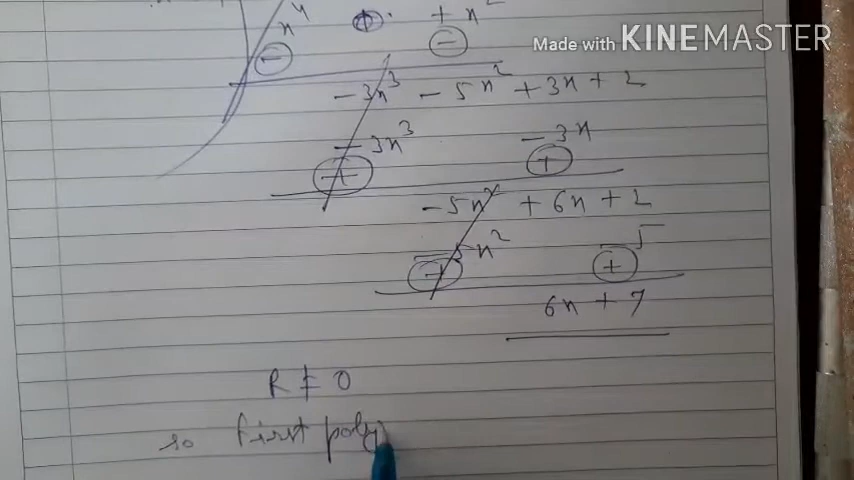 Made with KINEMASTER
x⁴ ⊕ + x²
⊖ ⊖
- 3x³ - 5x² + 3x + 2
- 3x³ - 3x
⊕ ⊕
- 5x² + 6x + 2
- 5x² - 5
⊕ ⊕
6x + 7
R ≠ 0
so first poly